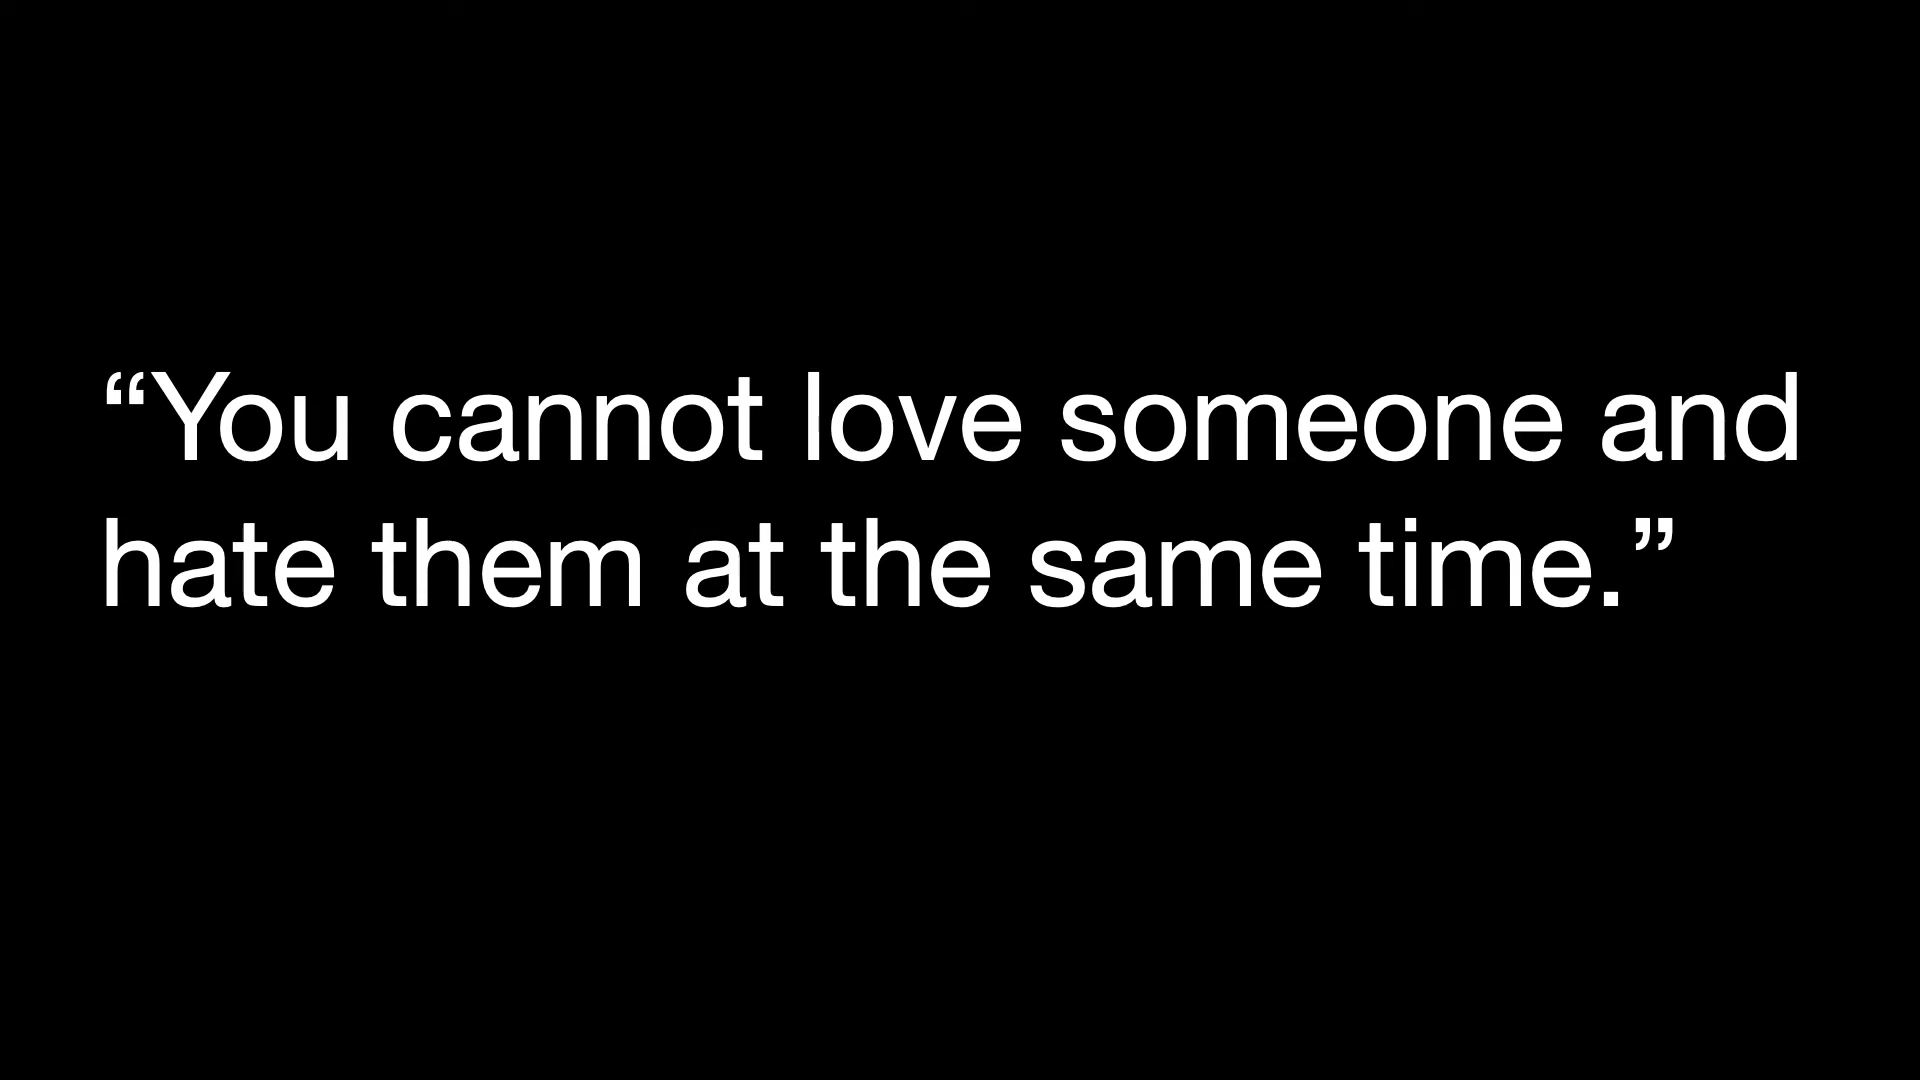 “You cannot love someone and
hate them at the same time.”